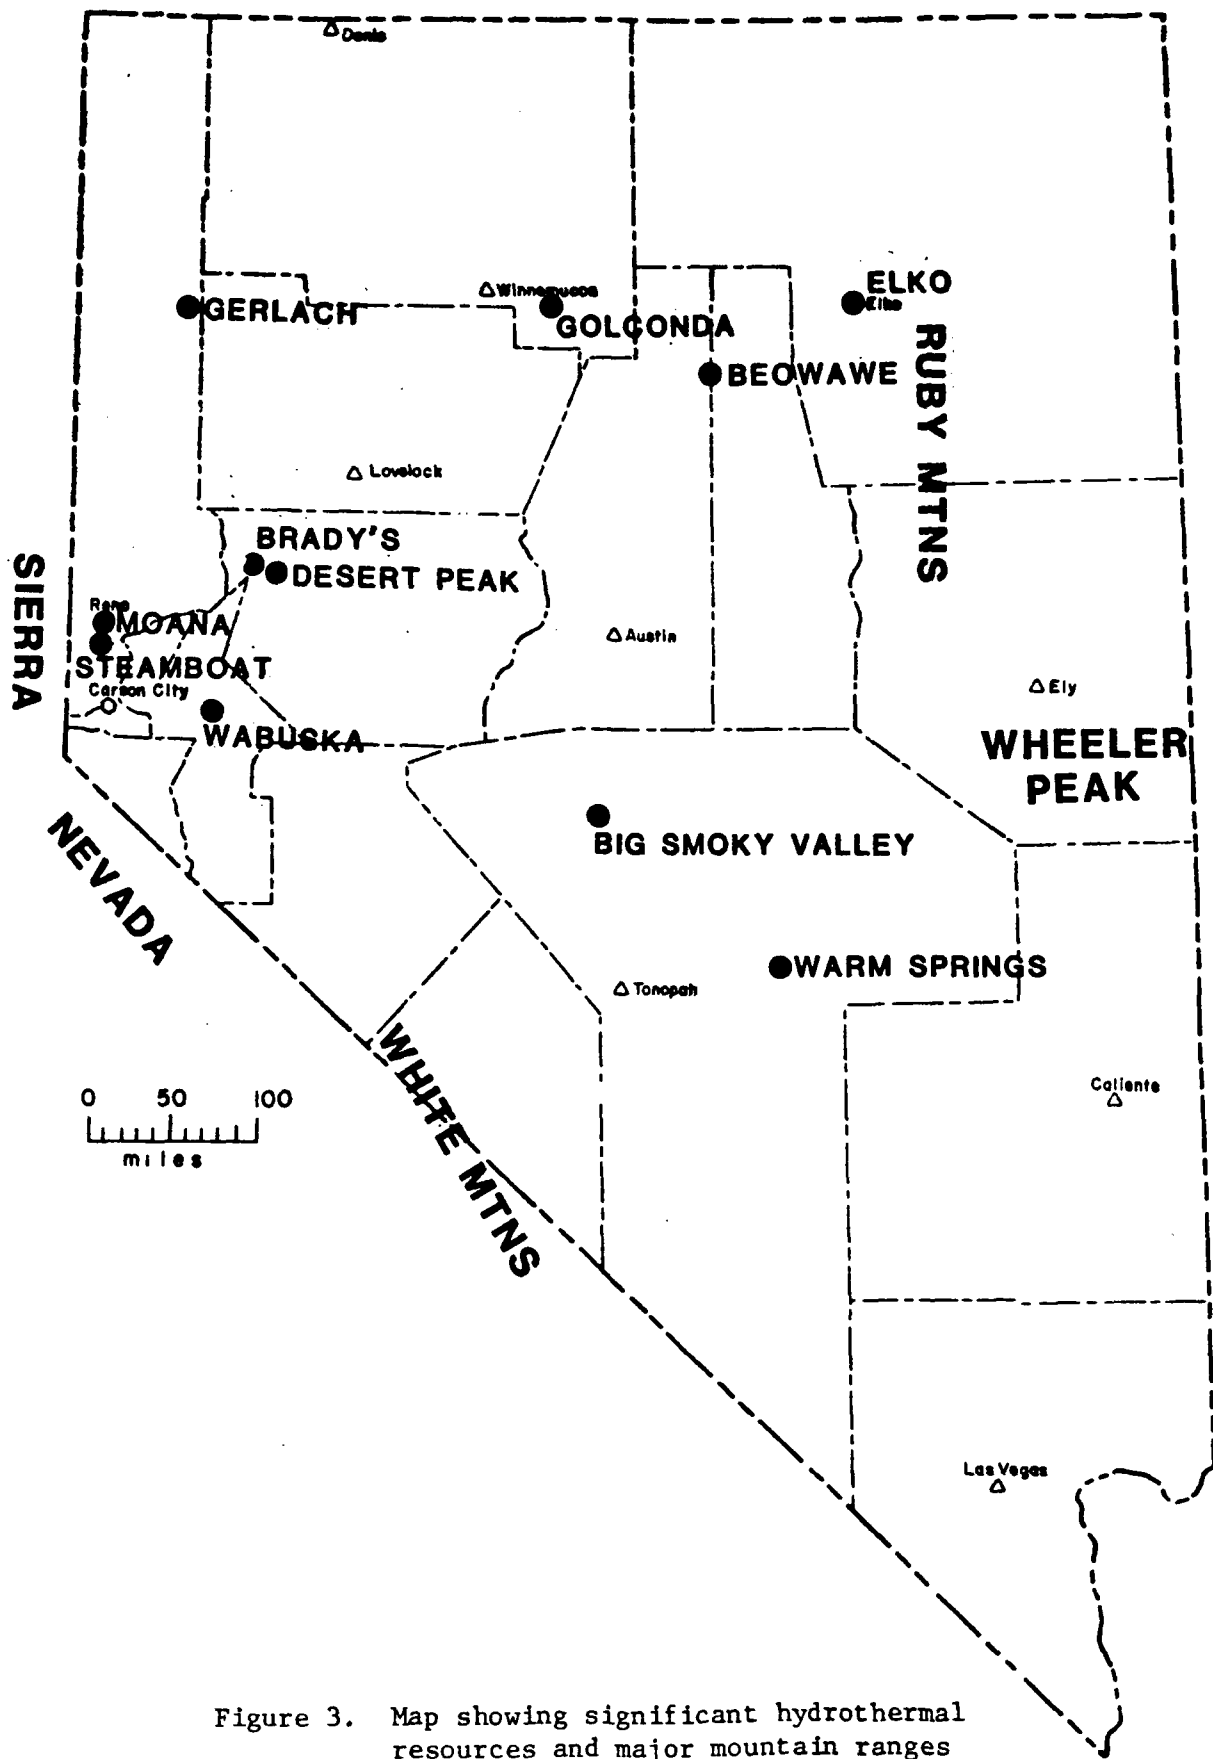 Denio
Winnemucca
ELKO
Elko
GERLACH
GOLCONDA
BEOWAWE
RUBY MTNS
Lovelock
BRADY'S
DESERT PEAK
SIERRA
Reno
MOANA
Austin
STEAMBOAT
Carson City
Ely
WABUSKA
WHEELER
PEAK
NEVADA
BIG SMOKY VALLEY
WARM SPRINGS
Tonopah
WHITE MTNS
Caliente
0 50 100
miles
Las Vegas
Figure 3. Map showing significant hydrothermal
resources and major mountain ranges